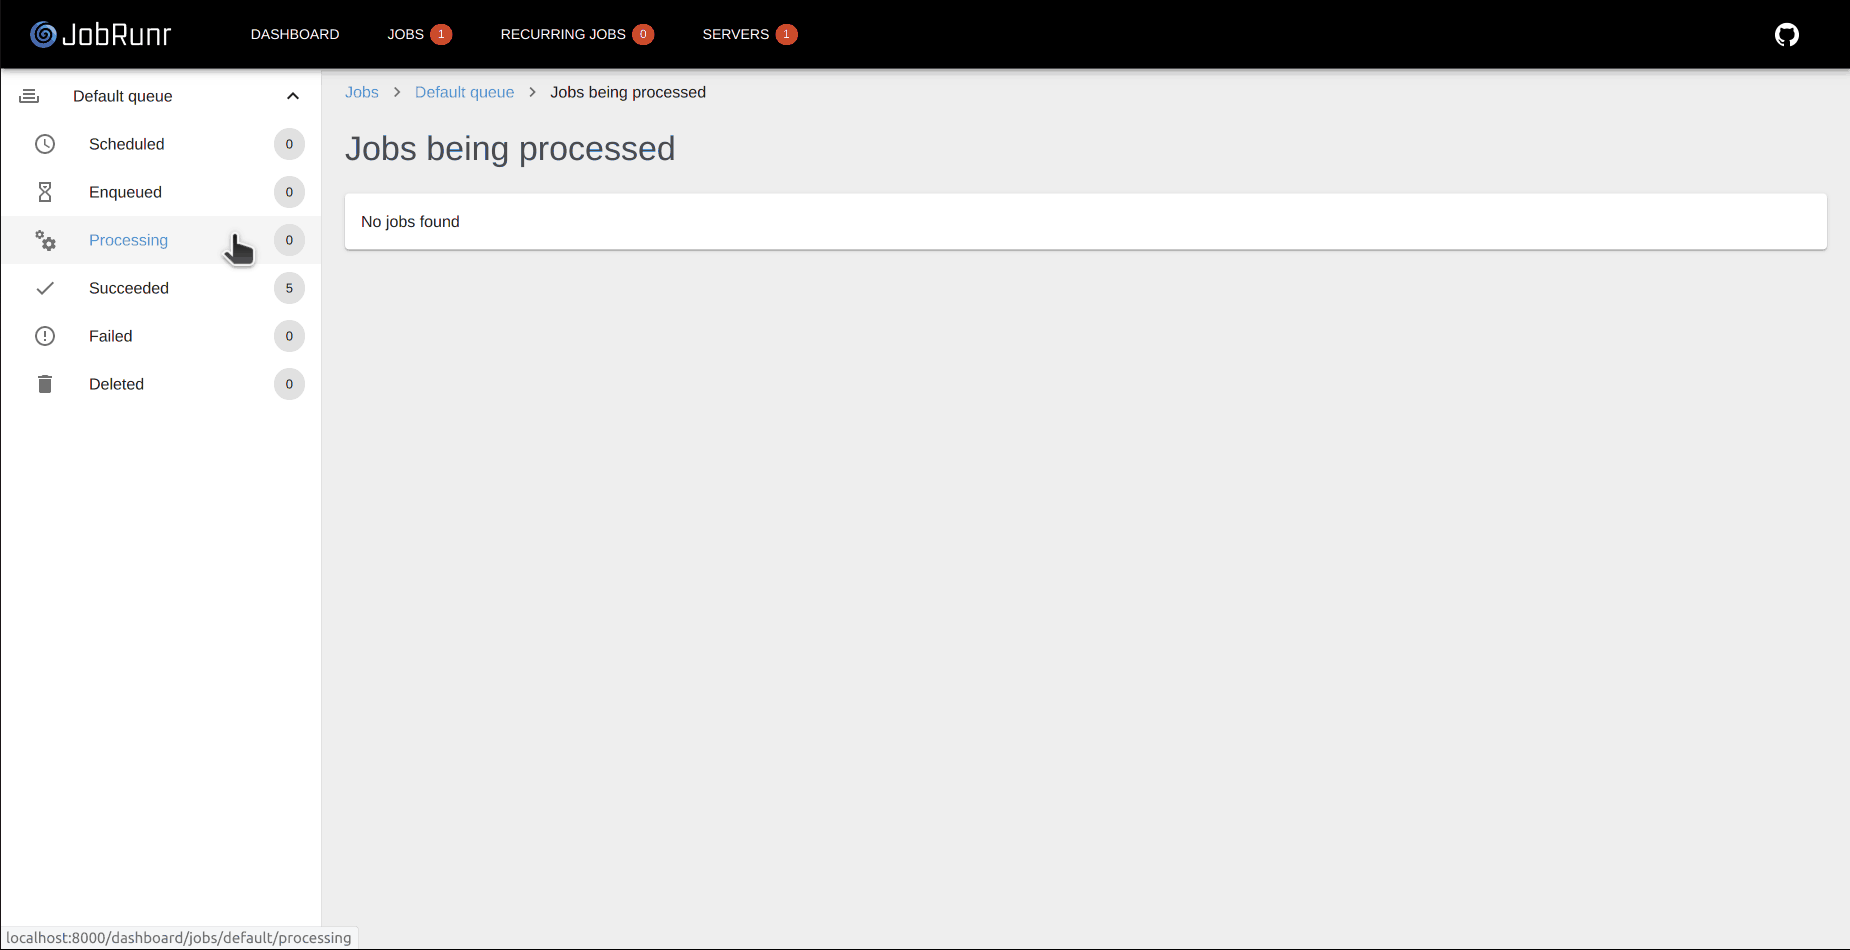 JobRunr DASHBOARD JOBS 1 RECURRING JOBS 0 SERVERS 1
Default queue
Scheduled 0
Enqueued 0
Processing 0
Succeeded 5
Failed 0
Deleted 0
Jobs > Default queue > Jobs being processed
Jobs being processed
No jobs found
localhost:8000/dashboard/jobs/default/processing